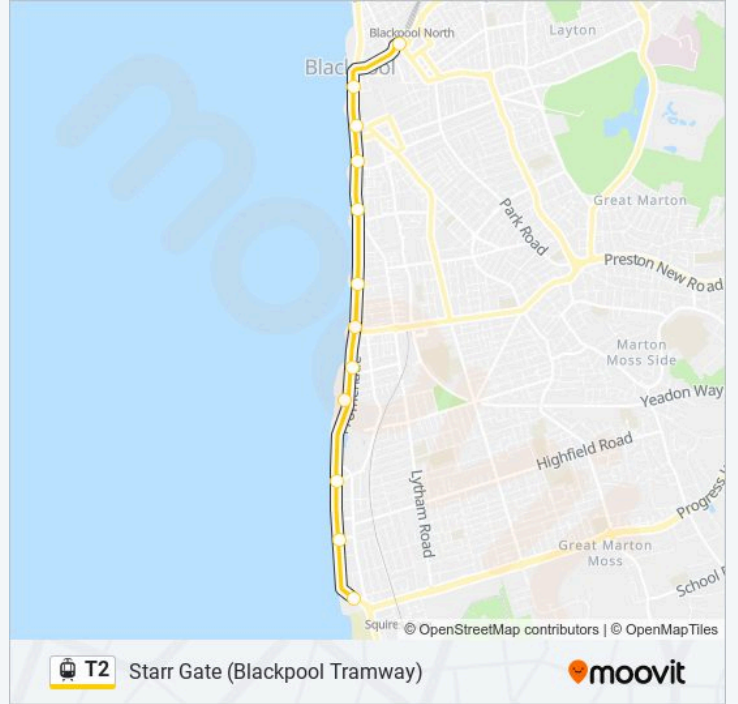 Blackpool North
Layton
Blackpool
Great Marton
Park Road
Preston New Road
Marton
Moss Side
Yeadon Way
Promenade
Highfield Road
Lytham Road
Progress
Great Marton
Moss
School
Squire
© OpenStreetMap contributors | © OpenMapTiles
T2 Starr Gate (Blackpool Tramway)
moovit